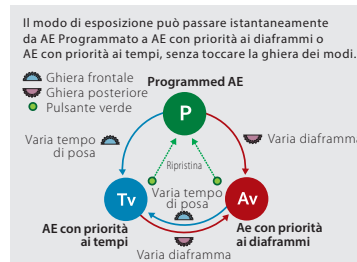 Il modo di esposizione può passare istantaneamente
da AE Programmato a AE con priorità ai diaframmi o
AE con priorità ai tempi, senza toccare la ghiera dei modi.
Ghiera frontale
Ghiera posteriore
Pulsante verde
Programmed AE
P
Varia tempo
di posa
Varia diaframma
Ripristina
Tv
Varia tempo
di posa
Av
AE con priorità
ai tempi
Ae con priorità
ai diaframmi
Varia diaframma